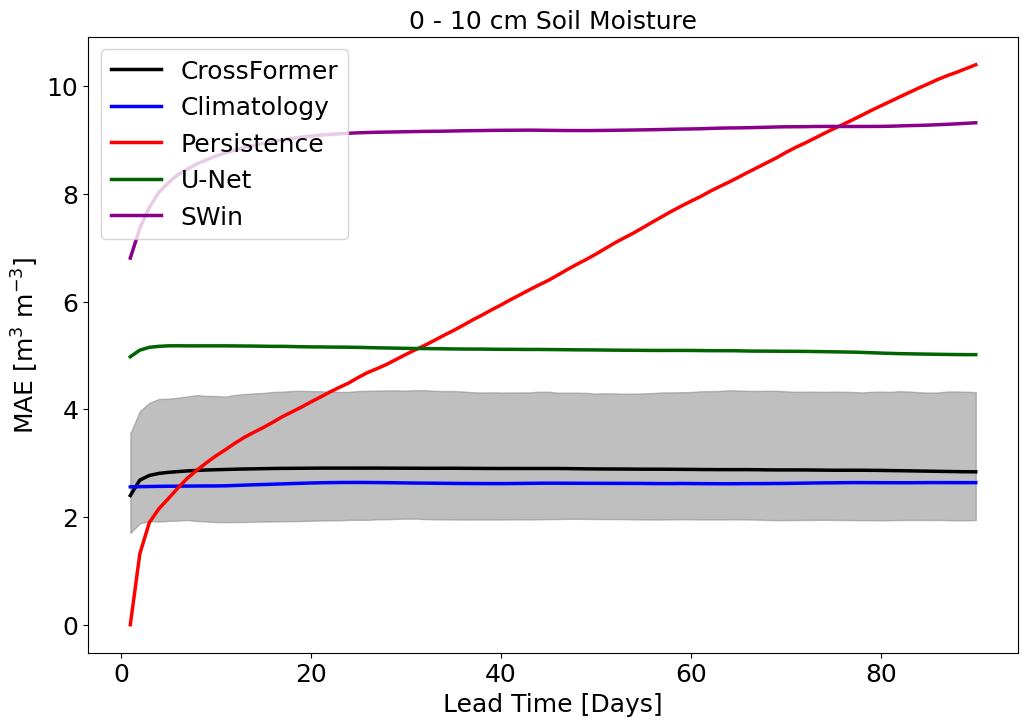 0 - 10 cm Soil Moisture
MAE [m³ m⁻³]
10
8
6
4
2
0
CrossFormer
Climatology
Persistence
U-Net
SWin
0 20 40 60 80
Lead Time [Days]